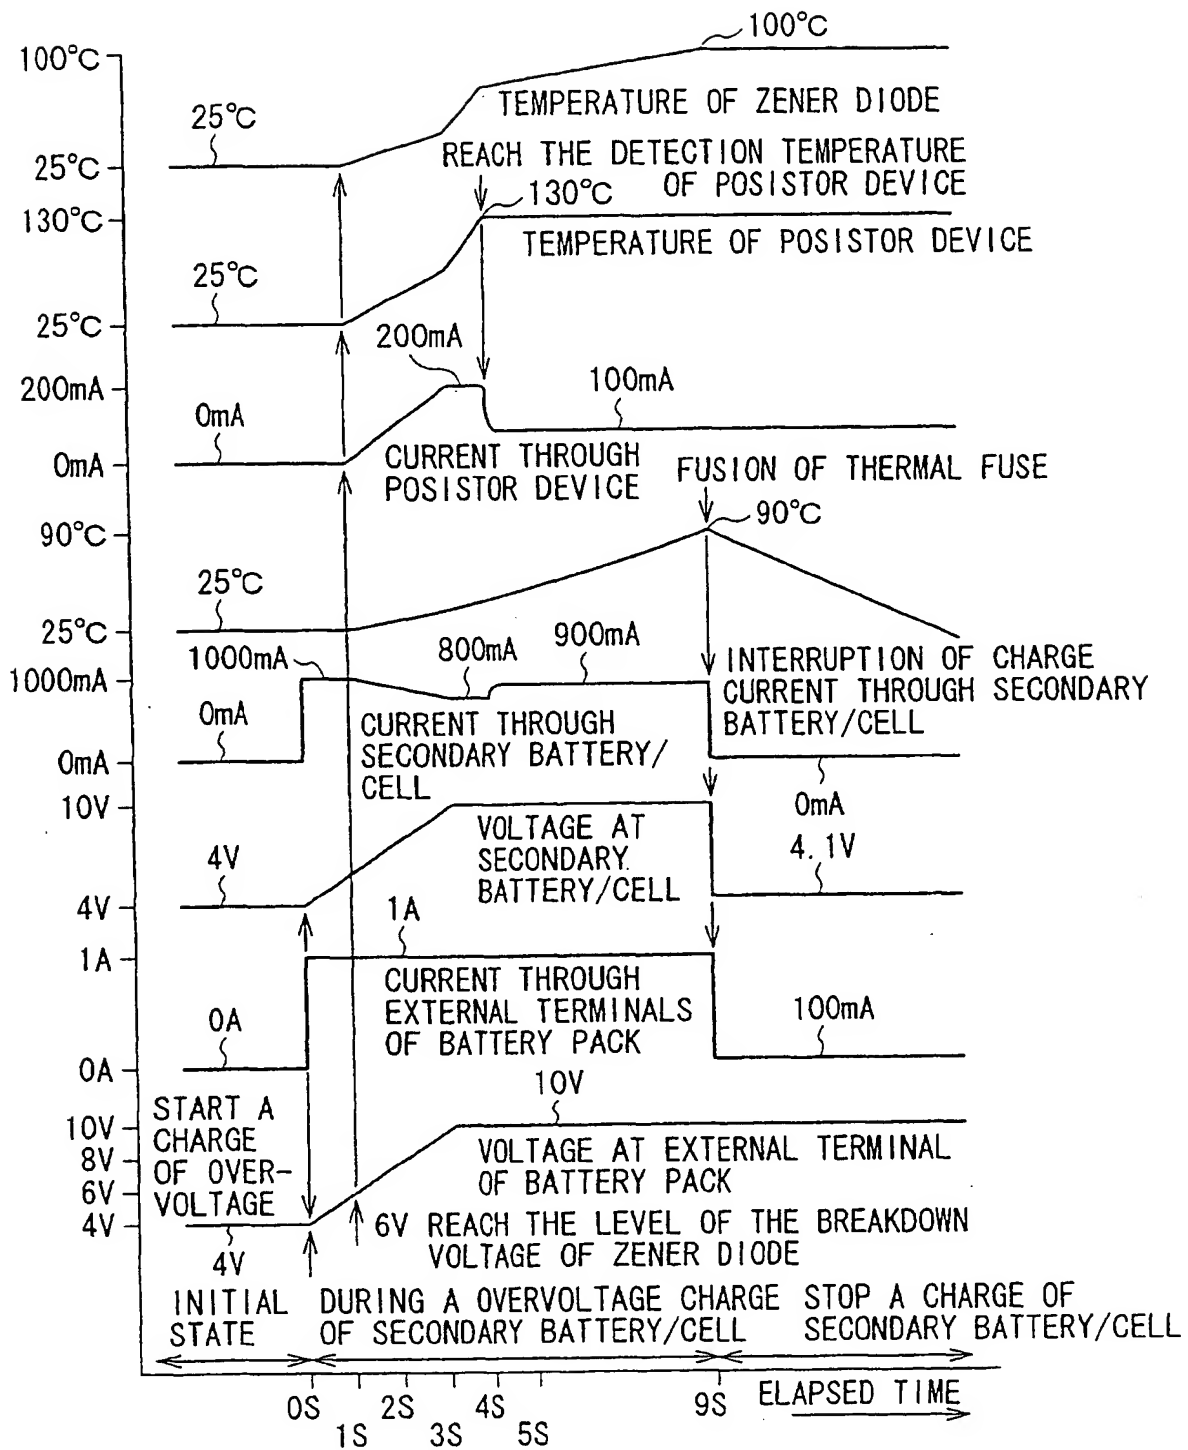 100°C
100°C
25°C
TEMPERATURE OF ZENER DIODE
25°C
REACH THE DETECTION TEMPERATURE
OF POSISTOR DEVICE
130°C
130°C
TEMPERATURE OF POSISTOR DEVICE
25°C
25°C
200mA
200mA
100mA
0mA
0mA
CURRENT THROUGH
POSISTOR DEVICE
FUSION OF THERMAL FUSE
90°C
90°C
25°C
25°C
1000mA
800mA
900mA
1000mA
INTERRUPTION OF CHARGE
CURRENT THROUGH SECONDARY
BATTERY/CELL
0mA
CURRENT THROUGH
SECONDARY BATTERY/
CELL
0mA
0mA
10V
VOLTAGE AT
SECONDARY
BATTERY/CELL
4V
4.1V
4V
1A
1A
CURRENT THROUGH
EXTERNAL TERMINALS
OF BATTERY PACK
0A
100mA
0A
10V
START A
CHARGE
OF OVER-
VOLTAGE
10V
8V
6V
4V
VOLTAGE AT EXTERNAL TERMINAL
OF BATTERY PACK
4V
6V REACH THE LEVEL OF THE BREAKDOWN
VOLTAGE OF ZENER DIODE
INITIAL
STATE
DURING A OVERVOLTAGE CHARGE
OF SECONDARY BATTERY/CELL
STOP A CHARGE OF
SECONDARY BATTERY/CELL
0S
1S
2S
3S
4S
5S
9S
ELAPSED TIME